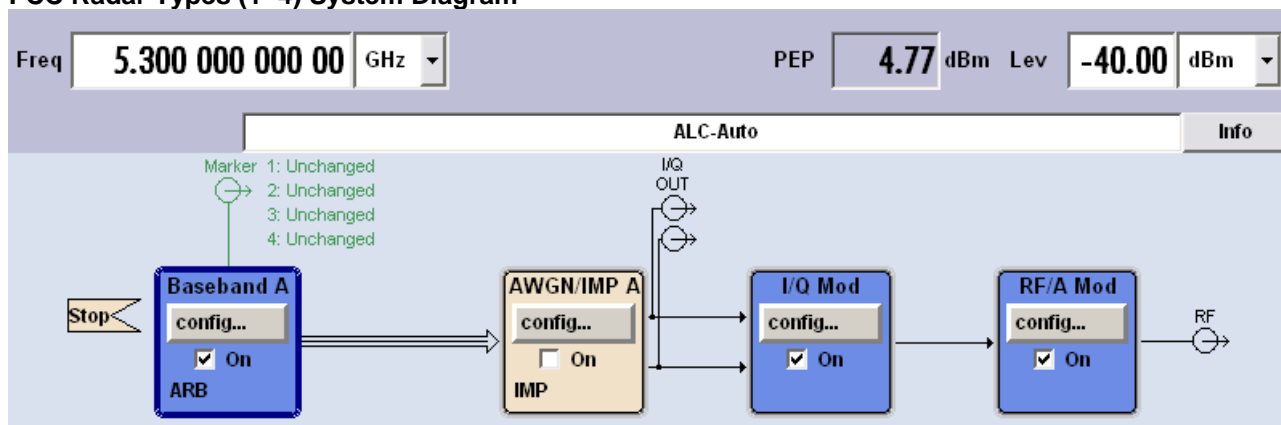 FCC Radar Types (1~4) System Diagram
Freq 5.300 000 000 00 GHz PEP 4.77 dBm Lev -40.00 dBm
ALC-Auto Info
Marker 1: Unchanged
2: Unchanged
3: Unchanged
4: Unchanged
I/Q
OUT
Stop
Baseband A
config...
On
ARB
AWGN/IMP A
config...
On
IMP
I/Q Mod
config...
On
RF/A Mod
config...
On
RF